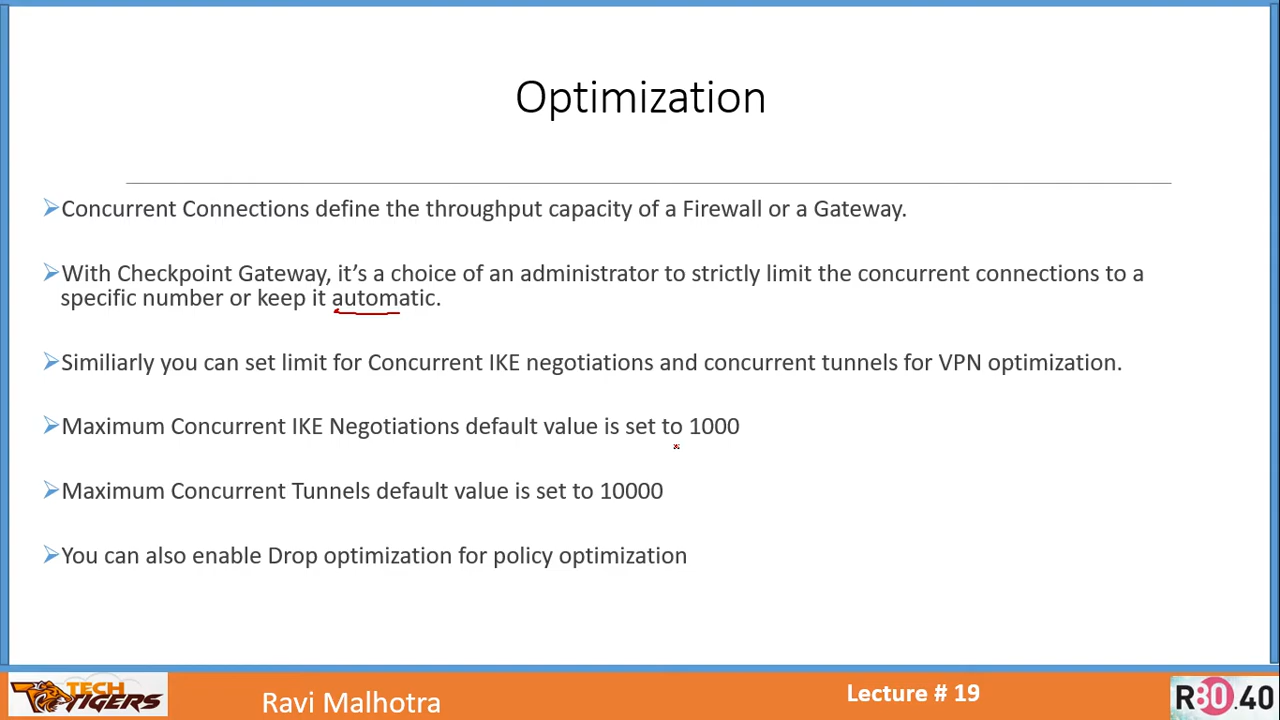 Optimization
Concurrent Connections define the throughput capacity of a Firewall or a Gateway.
With Checkpoint Gateway, it's a choice of an administrator to strictly limit the concurrent connections to a
specific number or keep it automatic.
Similiarly you can set limit for Concurrent IKE negotiations and concurrent tunnels for VPN optimization.
Maximum Concurrent IKE Negotiations default value is set to 1000
Maximum Concurrent Tunnels default value is set to 10000
You can also enable Drop optimization for policy optimization
TECH
TIGERS
Ravi Malhotra
Lecture # 19
R80.40